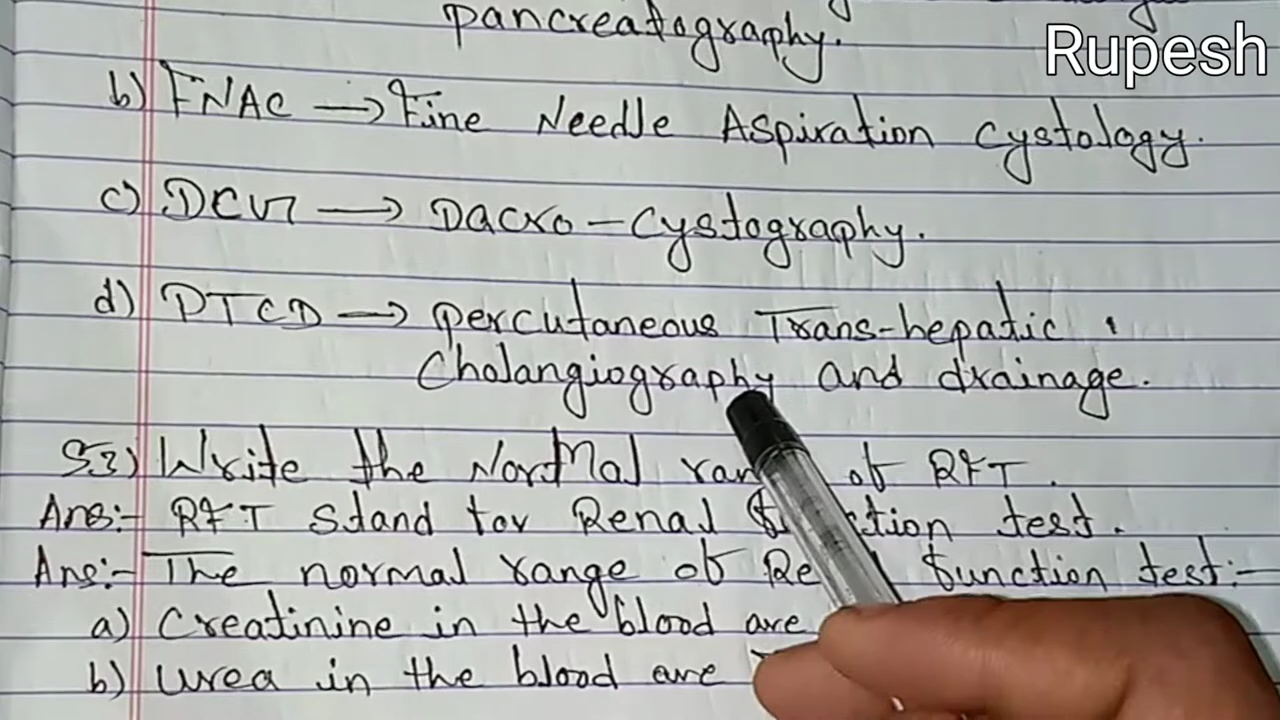 pancreatography.
Rupesh
b) FNAC → Fine Needle Aspiration Cystology.
c) DCG → Dacro-Cystography.
d) PTCD → percutaneous Trans-hepatic
Cholangiography and drainage.
53) Write the Normal of RFT.
Ans:- RFT Stand for Renal test.
Ans:- The normal range of function test:-
a) Creatinine in the blood are
b) Urea in the blood are